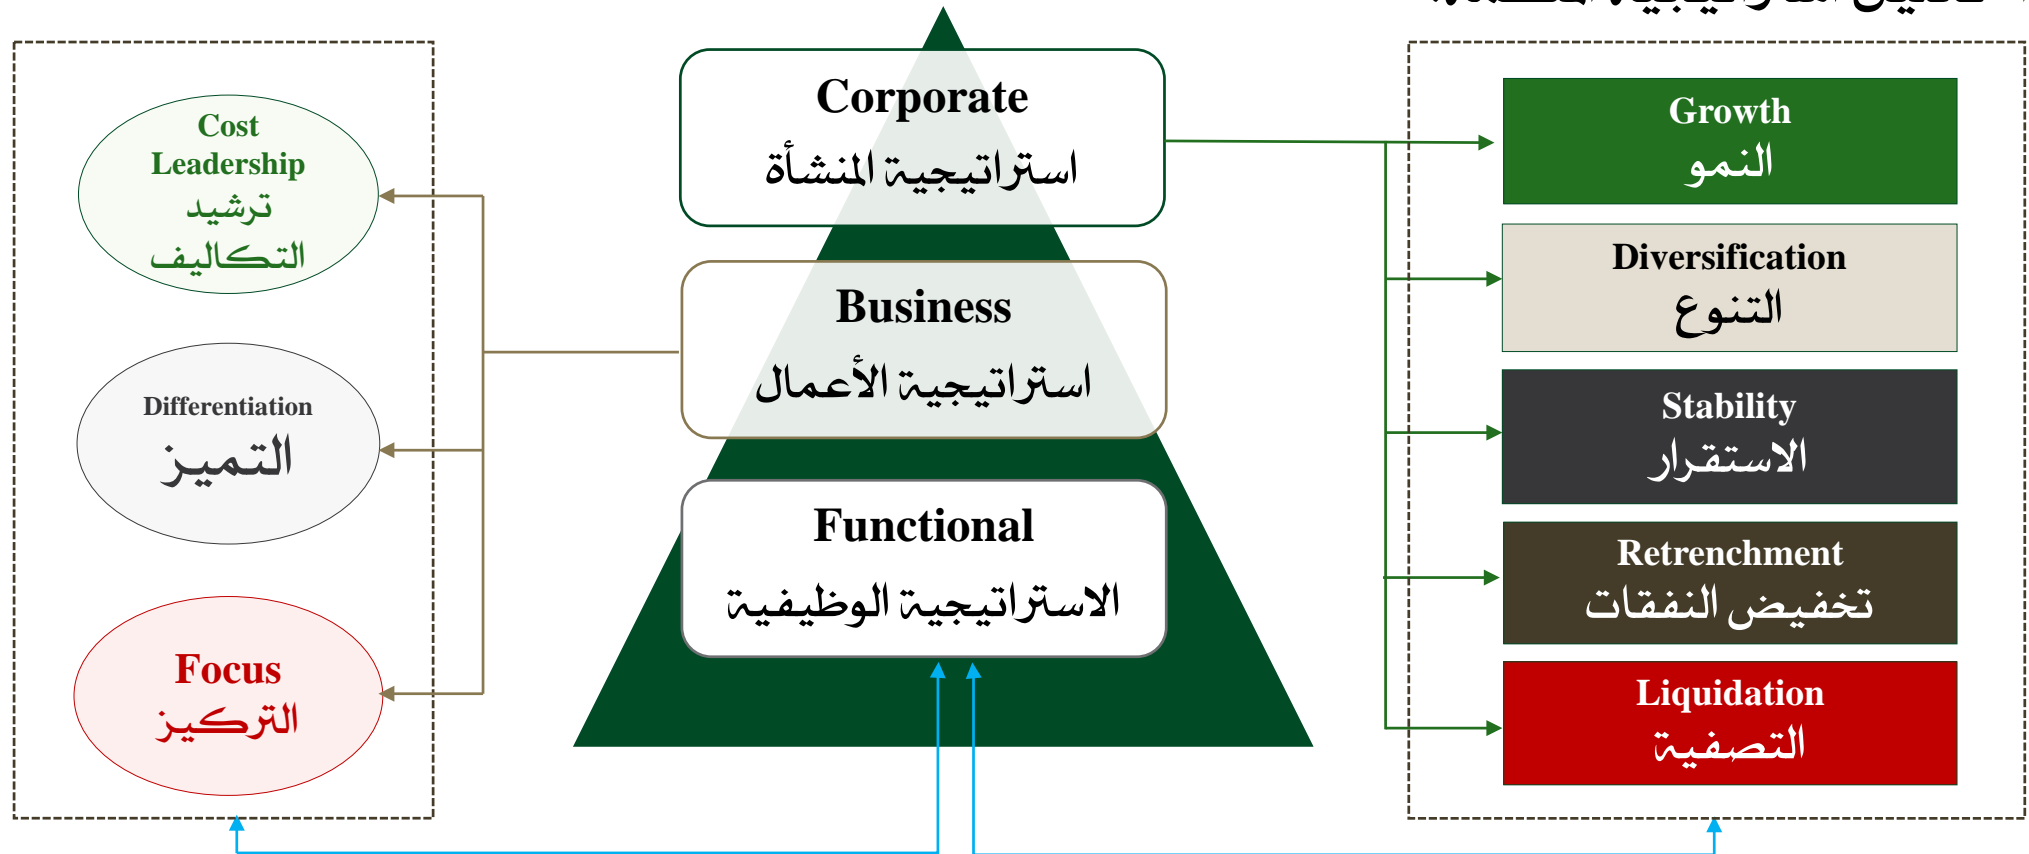 Corporate
استراتيجية المنشأة
Business
استراتيجية الأعمال
Functional
الاستراتيجية الوظيفية
Cost
Leadership
ترشيد
التكاليف
Differentiation
التميز
Focus
التركيز
Growth
النمو
Diversification
التنوع
Stability
الاستقرار
Retrenchment
تخفيض النفقات
Liquidation
التصفية